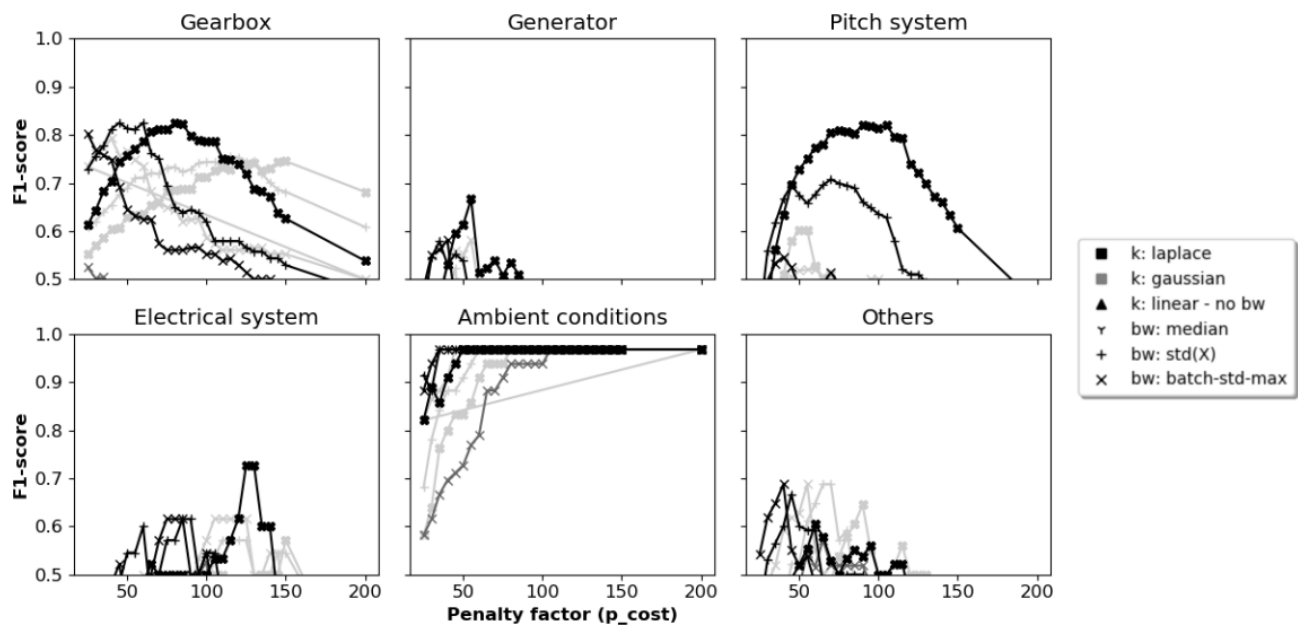 Gearbox
Generator
Pitch system
1.0
0.9
0.8
0.7
0.6
0.5
F1-score
k: laplace
k: gaussian
k: linear - no bw
bw: median
bw: std(X)
bw: batch-std-max
Electrical system
Ambient conditions
Others
1.0
0.9
0.8
0.7
0.6
0.5
F1-score
50 100 150 200
50 100 150 200
50 100 150 200
Penalty factor (p_cost)